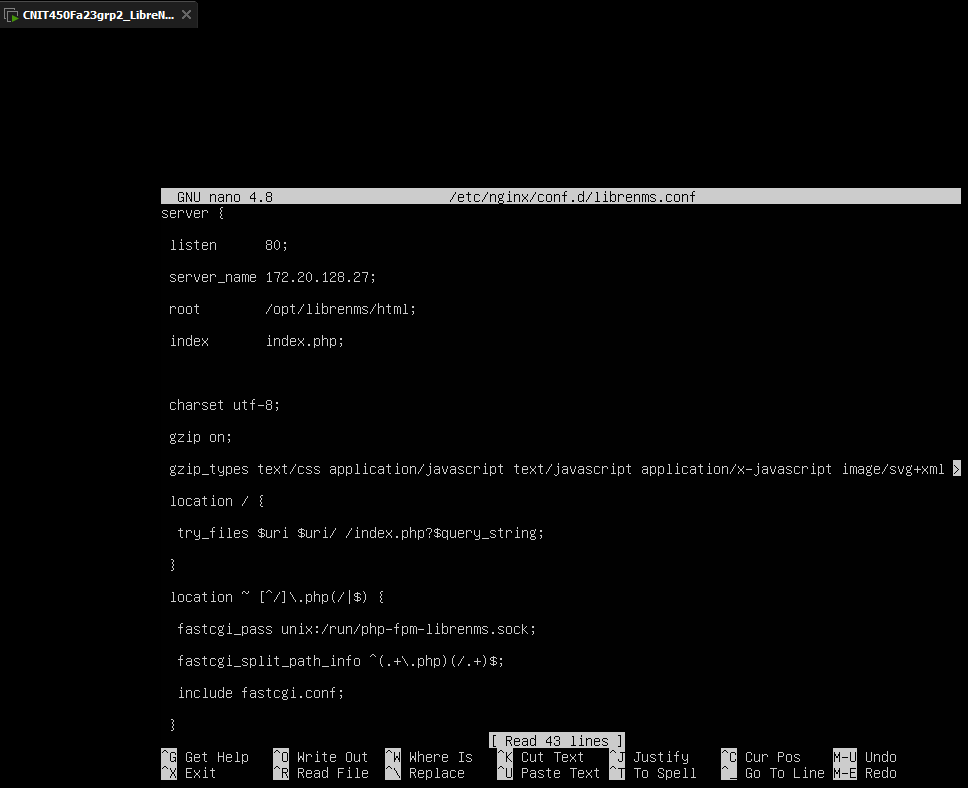 CNIT450Fa23grp2_LibreN...
GNU nano 4.8 /etc/nginx/conf.d/librenms.conf
server {
listen 80;
server_name 172.20.128.27;
root /opt/librenms/html;
index index.php;
charset utf-8;
gzip on;
gzip_types text/css application/javascript text/javascript application/x-javascript image/svg+xml >
location / {
try_files $uri $uri/ /index.php?$query_string;
}
location ~ [^/]\.php(/|$) {
fastcgi_pass unix:/run/php-fpm-librenms.sock;
fastcgi_split_path_info ^(.+\.php)(/.+)$;
include fastcgi.conf;
}
[ Read 43 lines ]
^G Get Help ^O Write Out ^W Where Is ^K Cut Text ^J Justify ^C Cur Pos M-U Undo
^X Exit ^R Read File ^\ Replace ^U Paste Text ^T To Spell ^_ Go To Line M-E Redo